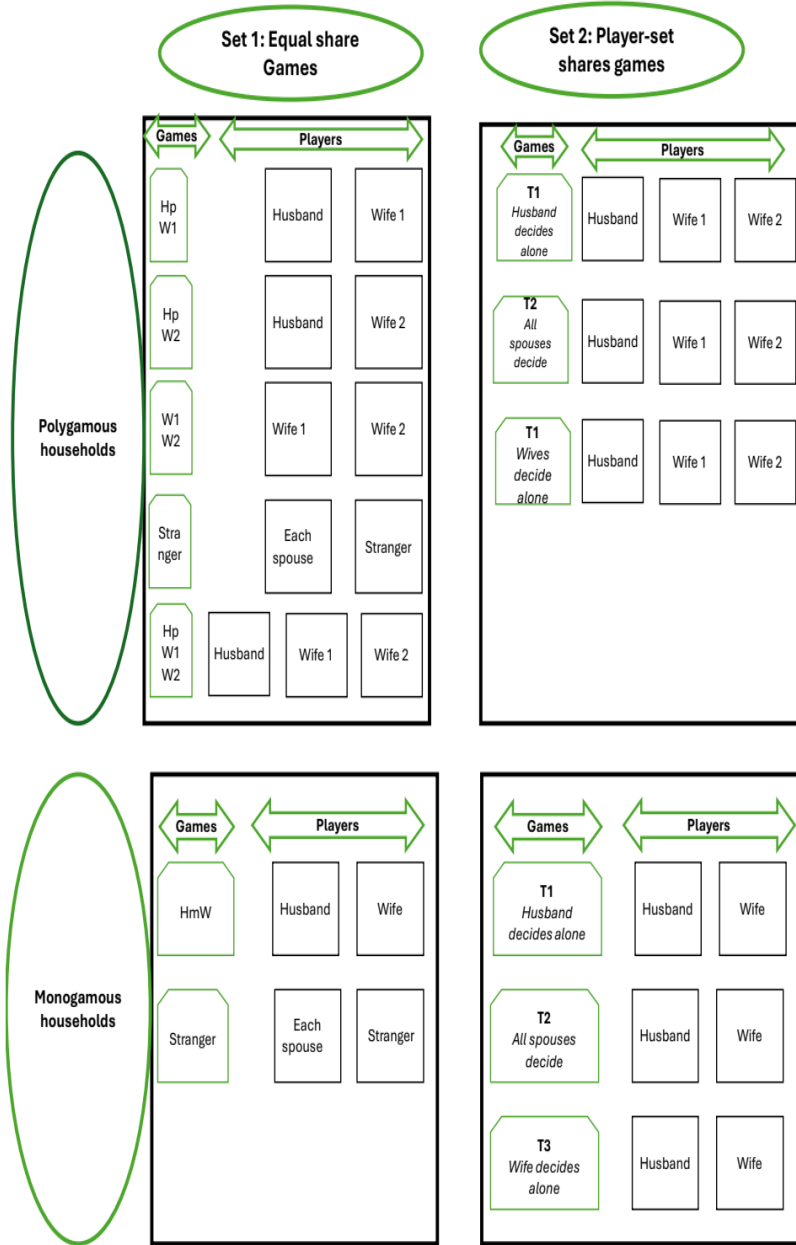 Set 1: Equal share
Games
Set 2: Player-set
shares games
Games
Players
Hp
W1
Husband
Wife 1
Hp
W2
Husband
Wife 2
W1
W2
Wife 1
Wife 2
Stra
nger
Each
spouse
Stranger
Hp
W1
W2
Husband
Wife 1
Wife 2
Games
Players
T1
Husband
decides
alone
Husband
Wife 1
Wife 2
T2
All
spouses
decide
Husband
Wife 1
Wife 2
T1
Wives
decide
alone
Husband
Wife 1
Wife 2
Polygamous
households
Games
Players
HmW
Husband
Wife
Stranger
Each
spouse
Stranger
Games
Players
T1
Husband
decides alone
Husband
Wife
T2
All spouses
decide
Husband
Wife
T3
Wife decides
alone
Husband
Wife
Monogamous
households